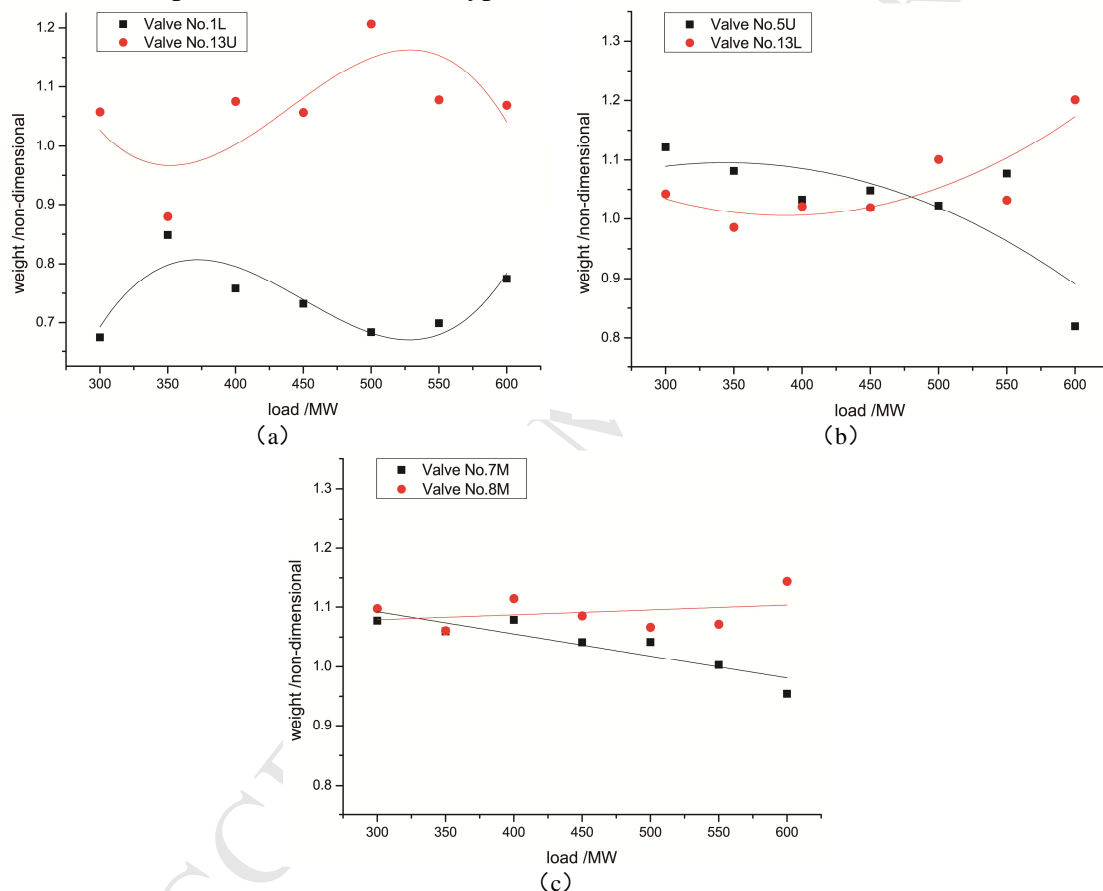 Valve No.1L
Valve No.13U
1.2
1.1
1.0
0.9
0.8
0.7
weight /non-dimensional
300 350 400 450 500 550 600
load /MW
（a）
Valve No.5U
Valve No.13L
1.3
1.2
1.1
1.0
0.9
0.8
weight /non-dimensional
300 350 400 450 500 550 600
load /MW
（b）
Valve No.7M
Valve No.8M
1.3
1.2
1.1
1.0
0.9
0.8
weight /non-dimensional
300 350 400 450 500 550 600
load /MW
（c）